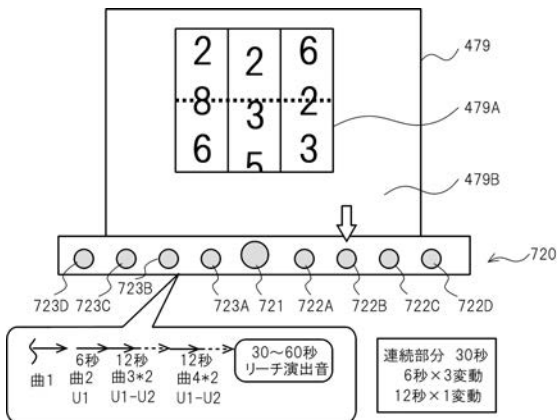 2 2 6
8 3 2
6 5 3
479
479A
479B
720
723D 723C 723B 723A 721 722A 722B 722C 722D
6秒 12秒 12秒
曲1 曲2 曲3*2 曲4*2
U1 U1-U2 U1-U2
30~60秒
リーチ演出音
連続部分 30秒
6秒×3変動
12秒×1変動